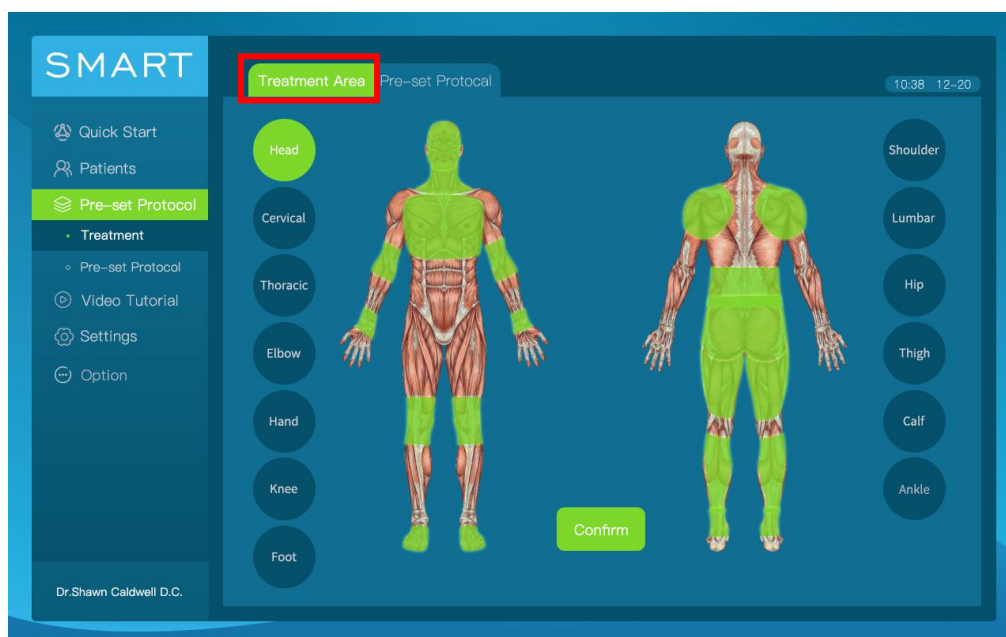 SMART
Quick Start
Patients
Pre-set Protocol
Treatment
Pre-set Protocol
Video Tutorial
Settings
Option
Dr.Shawn Caldwell D.C.
Treatment Area
Pre-set Protocal
10:38 12-20
Head
Cervical
Thoracic
Elbow
Hand
Knee
Foot
Confirm
Shoulder
Lumbar
Hip
Thigh
Calf
Ankle